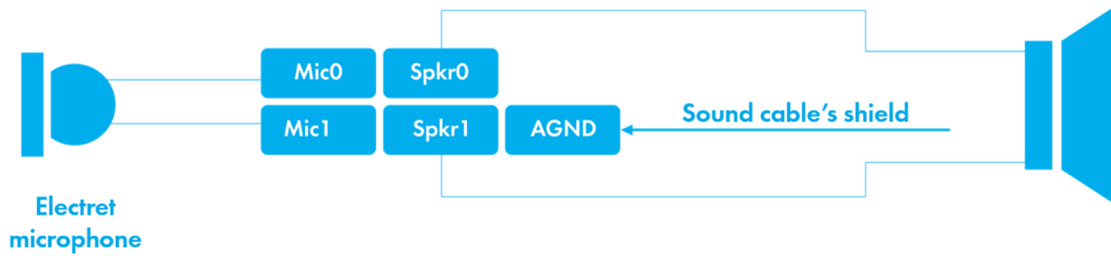 Mic0
Spkr0
Mic1
Spkr1
AGND
Sound cable's shield
Electret
microphone